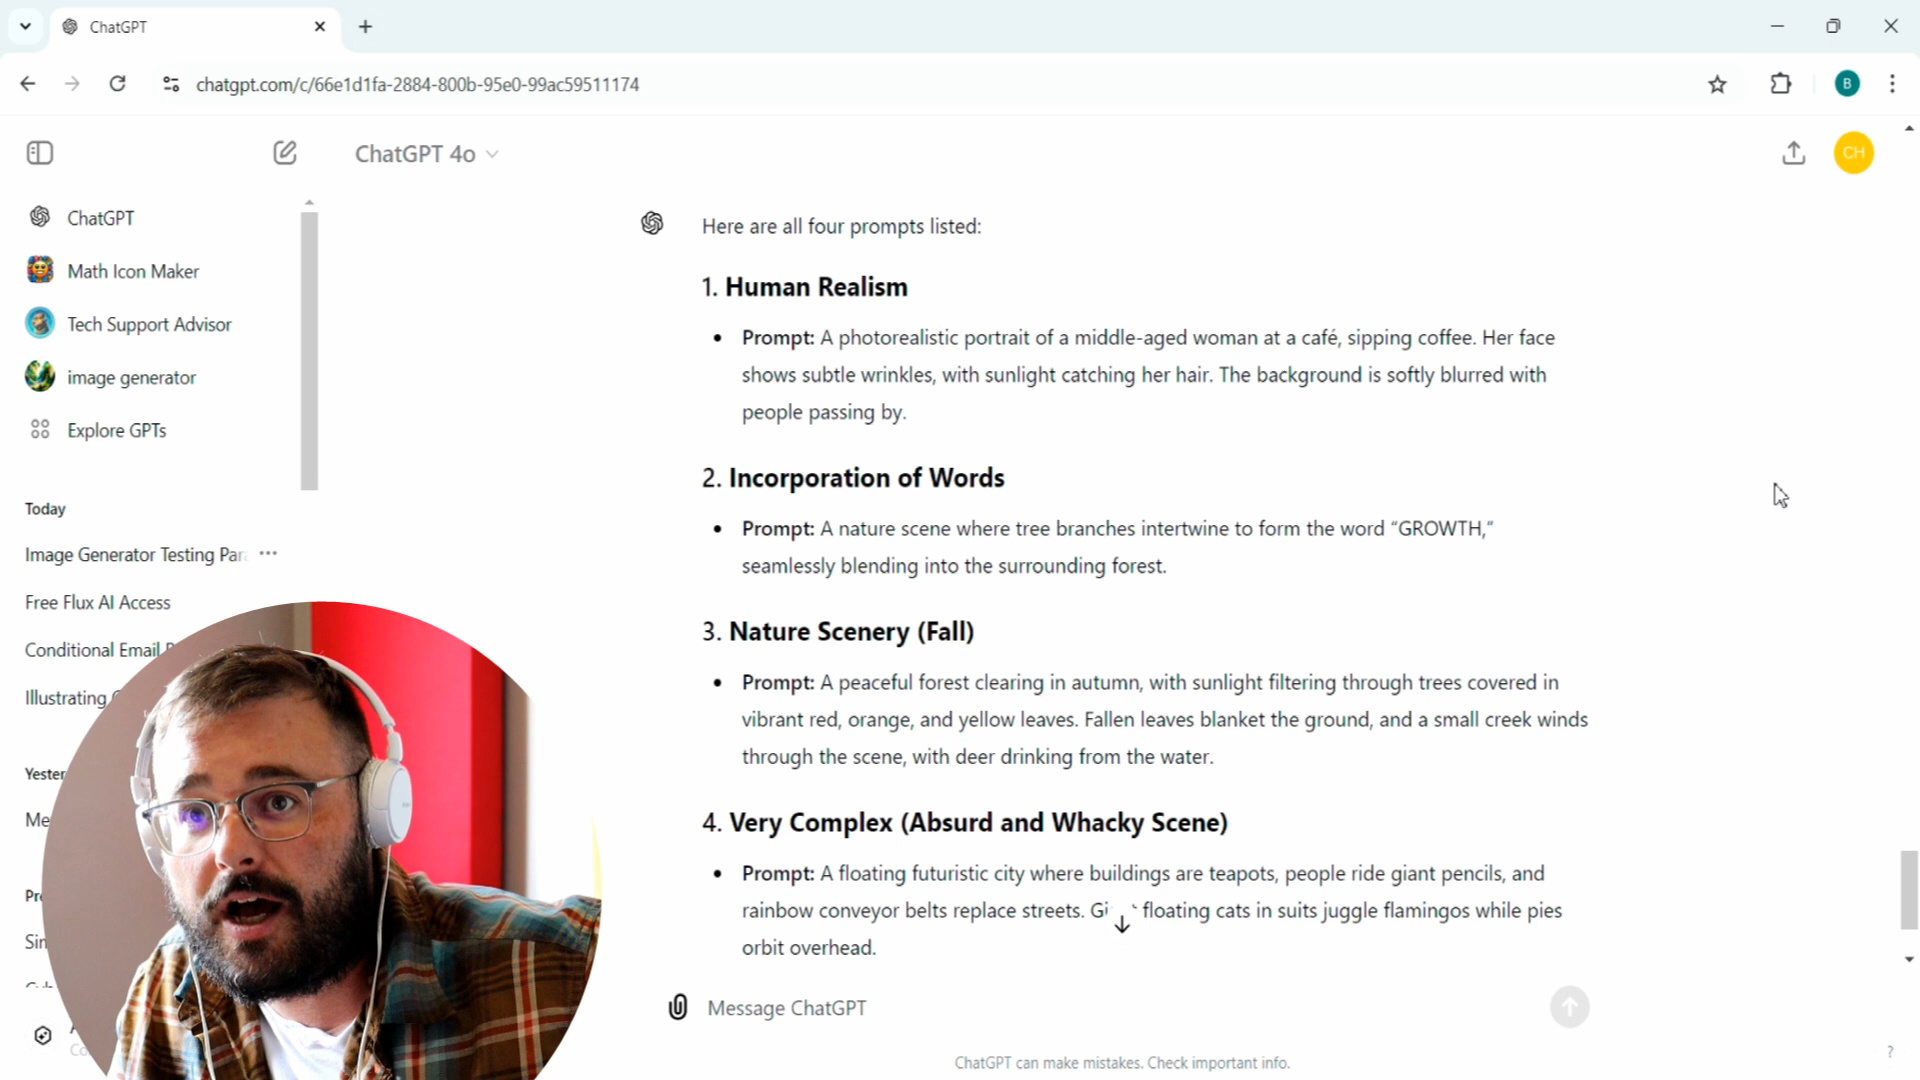 ChatGPT
chatgpt.com/c/66e1d1fa-2884-800b-95e0-99ac59511174
B
ChatGPT 4o
CH
ChatGPT
Math Icon Maker
Tech Support Advisor
image generator
Explore GPTs
Today
Image Generator Testing Par
Free Flux AI Access
Conditional Email
Illustrating
Yester
Me
Pr
Sin
Here are all four prompts listed:
1. Human Realism
• Prompt: A photorealistic portrait of a middle-aged woman at a café, sipping coffee. Her face
shows subtle wrinkles, with sunlight catching her hair. The background is softly blurred with
people passing by.
2. Incorporation of Words
• Prompt: A nature scene where tree branches intertwine to form the word “GROWTH,”
seamlessly blending into the surrounding forest.
3. Nature Scenery (Fall)
• Prompt: A peaceful forest clearing in autumn, with sunlight filtering through trees covered in
vibrant red, orange, and yellow leaves. Fallen leaves blanket the ground, and a small creek winds
through the scene, with deer drinking from the water.
4. Very Complex (Absurd and Whacky Scene)
• Prompt: A floating futuristic city where buildings are teapots, people ride giant pencils, and
rainbow conveyor belts replace streets. Gi floating cats in suits juggle flamingos while pies
orbit overhead.
Message ChatGPT
ChatGPT can make mistakes. Check important info.
?